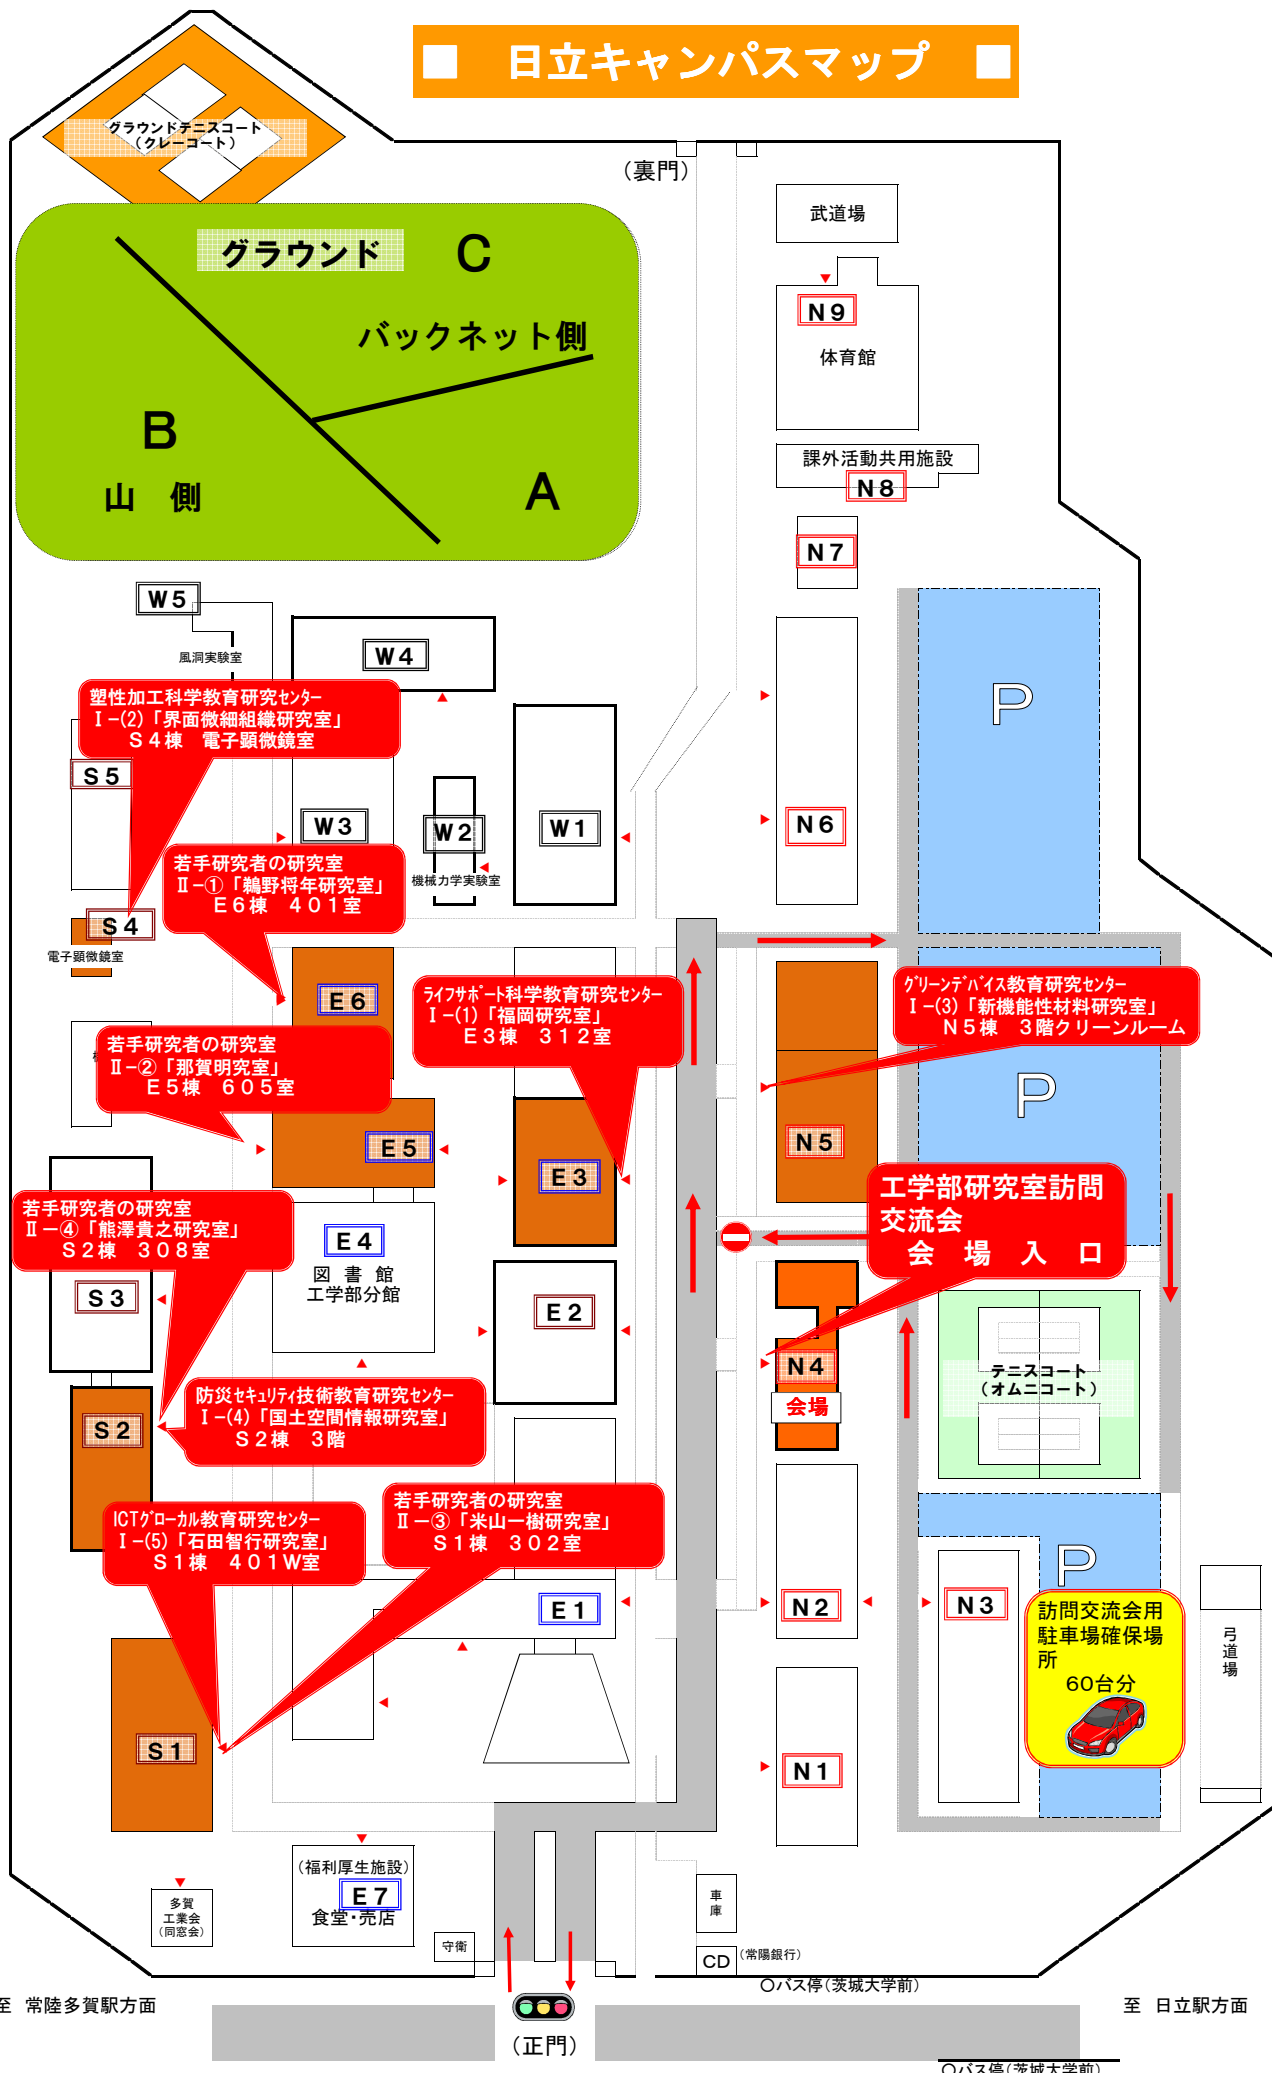 ■ 日立キャンパスマップ ■
グラウンドテニスコート
(クレーコート)
(裏門)
武道場
グラウンド
C
バックネット側
B
山 側
A
N9
体育館
課外活動共用施設
N8
N7
W5
風洞実験室
W4
P
塑性加工科学教育研究センター
Ⅰ-(2)「界面微細組織研究室」
S4棟 電子顕微鏡室
S5
W3
W2
W1
機械力学実験室
N6
若手研究者の研究室
Ⅱ-①「鵜野将年研究室」
E6棟 401室
S4
電子顕微鏡室
E6
ライフサポート科学教育研究センター
Ⅰ-(1)「福岡研究室」
E3棟 312室
グリーンデバイス教育研究センター
Ⅰ-(3)「新機能性材料研究室」
N5棟 3階クリーンルーム
若手研究者の研究室
Ⅱ-②「那賀明研究室」
E5棟 605室
P
E5
E3
N5
工学部研究室訪問
交流会
会 場 入 口
若手研究者の研究室
Ⅱ-④「熊澤貴之研究室」
S2棟 308室
E4
図 書 館
工学部分館
S3
E2
N4
会場
テニスコート
(オムニコート)
防災セキュリティ技術教育研究センター
Ⅰ-(4)「国土空間情報研究室」
S2棟 3階
S2
ICTグローカル教育研究センター
Ⅰ-(5)「石田智行研究室」
S1棟 401W室
若手研究者の研究室
Ⅱ-③「米山一樹研究室」
S1棟 302室
P
E1
N2
N3
訪問交流会用
駐車場確保場
所
60台分
弓道場
S1
N1
(福利厚生施設)
E7
食堂・売店
多賀
工業会
(同窓会)
守衛
車庫
CD
(常陽銀行)
○バス停(茨城大学前)
至 常陸多賀駅方面
至 日立駅方面
(正門)
○バス停(茨城大学前)